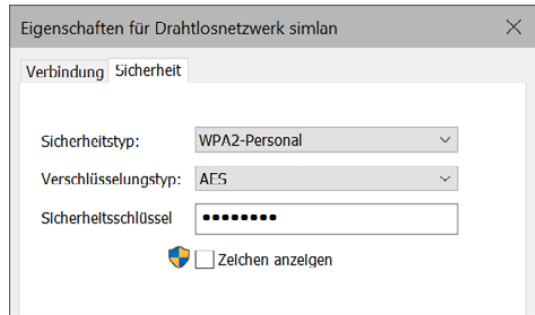 Eigenschaften für Drahtlosnetzwerk simlan
Verbindung Sicherheit
Sicherheitstyp: WPA2-Personal
Verschlüsselungstyp: AES
Sicherheitsschlüssel ••••••••
Zeichen anzeigen